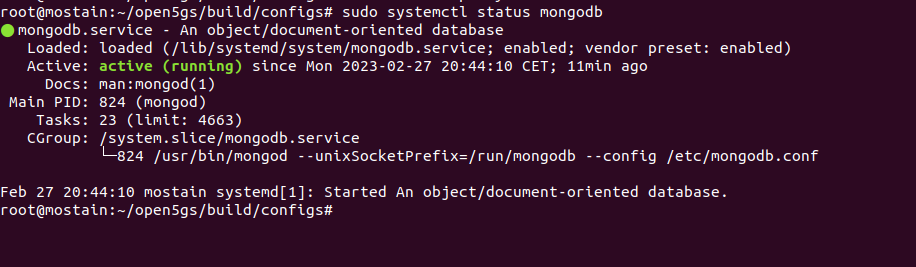 root@mostain:~/open5gs/build/configs# sudo systemctl status mongodb
● mongodb.service - An object/document-oriented database
   Loaded: loaded (/lib/systemd/system/mongodb.service; enabled; vendor preset: enabled)
   Active: active (running) since Mon 2023-02-27 20:44:10 CET; 11min ago
     Docs: man:mongod(1)
 Main PID: 824 (mongod)
    Tasks: 23 (limit: 4663)
   CGroup: /system.slice/mongodb.service
           └─824 /usr/bin/mongod --unixSocketPrefix=/run/mongodb --config /etc/mongodb.conf

Feb 27 20:44:10 mostain systemd[1]: Started An object/document-oriented database.
root@mostain:~/open5gs/build/configs#